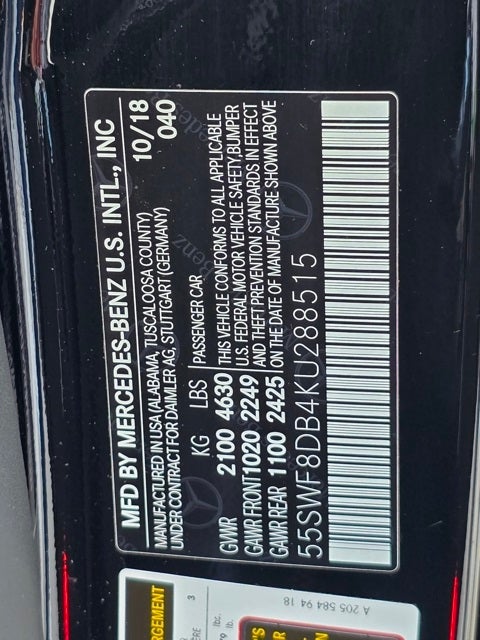 MFD BY MERCEDES-BENZ U.S. INTL., INC
10/18
MANUFACTURED IN USA (ALABAMA, TUSCALOOSA COUNTY)
UNDER CONTRACT FOR DAIMLER AG, STUTTGART (GERMANY)
040
KG LBS PASSENGER CAR
GVWR 2100 4630 THIS VEHICLE CONFORMS TO ALL APPLICABLE
U.S. FEDERAL MOTOR VEHICLE SAFETY,BUMPER
GAWR FRONT 1020 2249 AND THEFT PREVENTION STANDARDS IN EFFECT
GAWR REAR 1100 2425 ON THE DATE OF MANUFACTURE SHOWN ABOVE
55SWF8DB4KU288515
A 205 584 94 18
3
lbc.
lb.